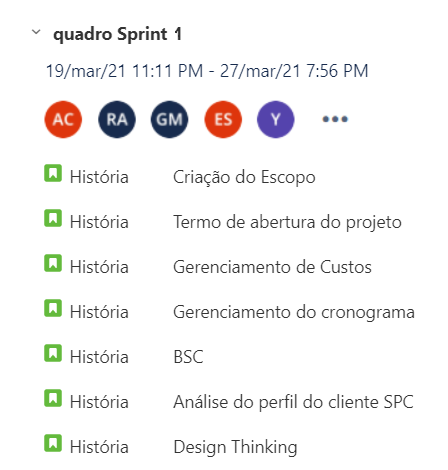 quadro Sprint 1
19/mar/21 11:11 PM - 27/mar/21 7:56 PM
AC RA GM ES Y
História Criação do Escopo
História Termo de abertura do projeto
História Gerenciamento de Custos
História Gerenciamento do cronograma
História BSC
História Análise do perfil do cliente SPC
História Design Thinking